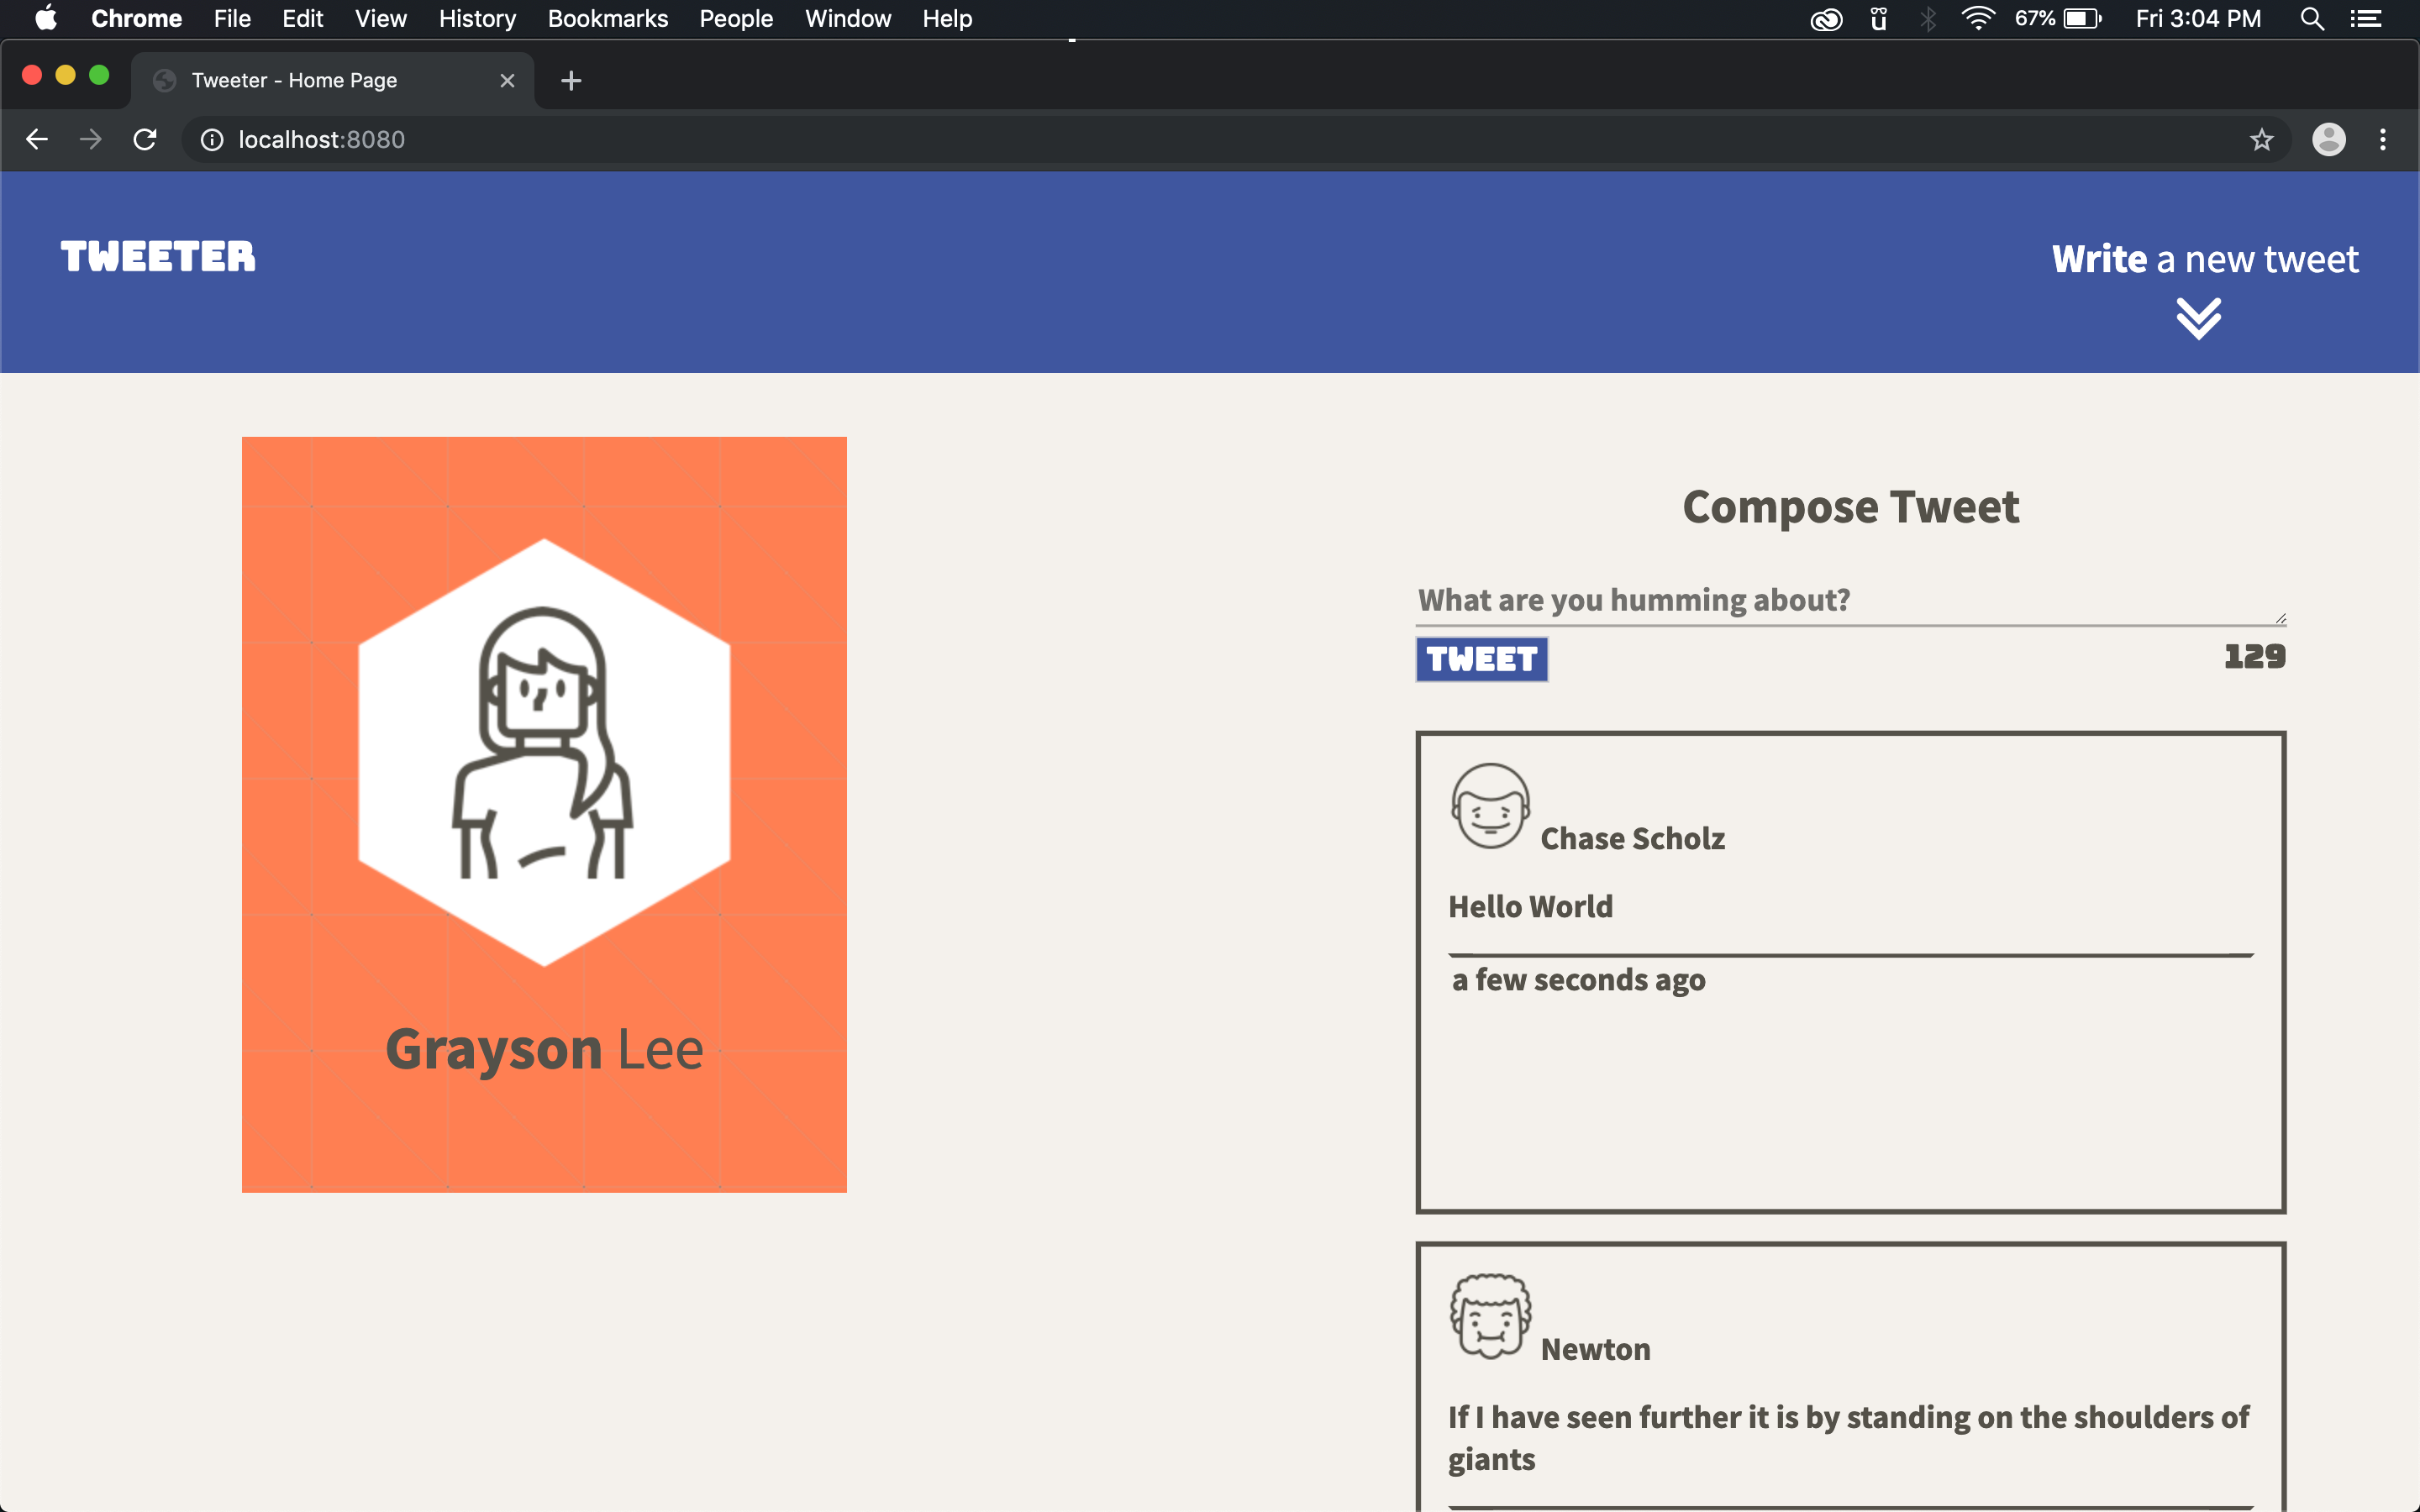 Chrome File Edit View History Bookmarks People Window Help 67% Fri 3:04 PM
Tweeter - Home Page
localhost:8080
TWEETER
Write a new tweet
Grayson Lee
Compose Tweet
What are you humming about?
TWEET 129
Chase Scholz
Hello World
a few seconds ago
Newton
If I have seen further it is by standing on the shoulders of
giants